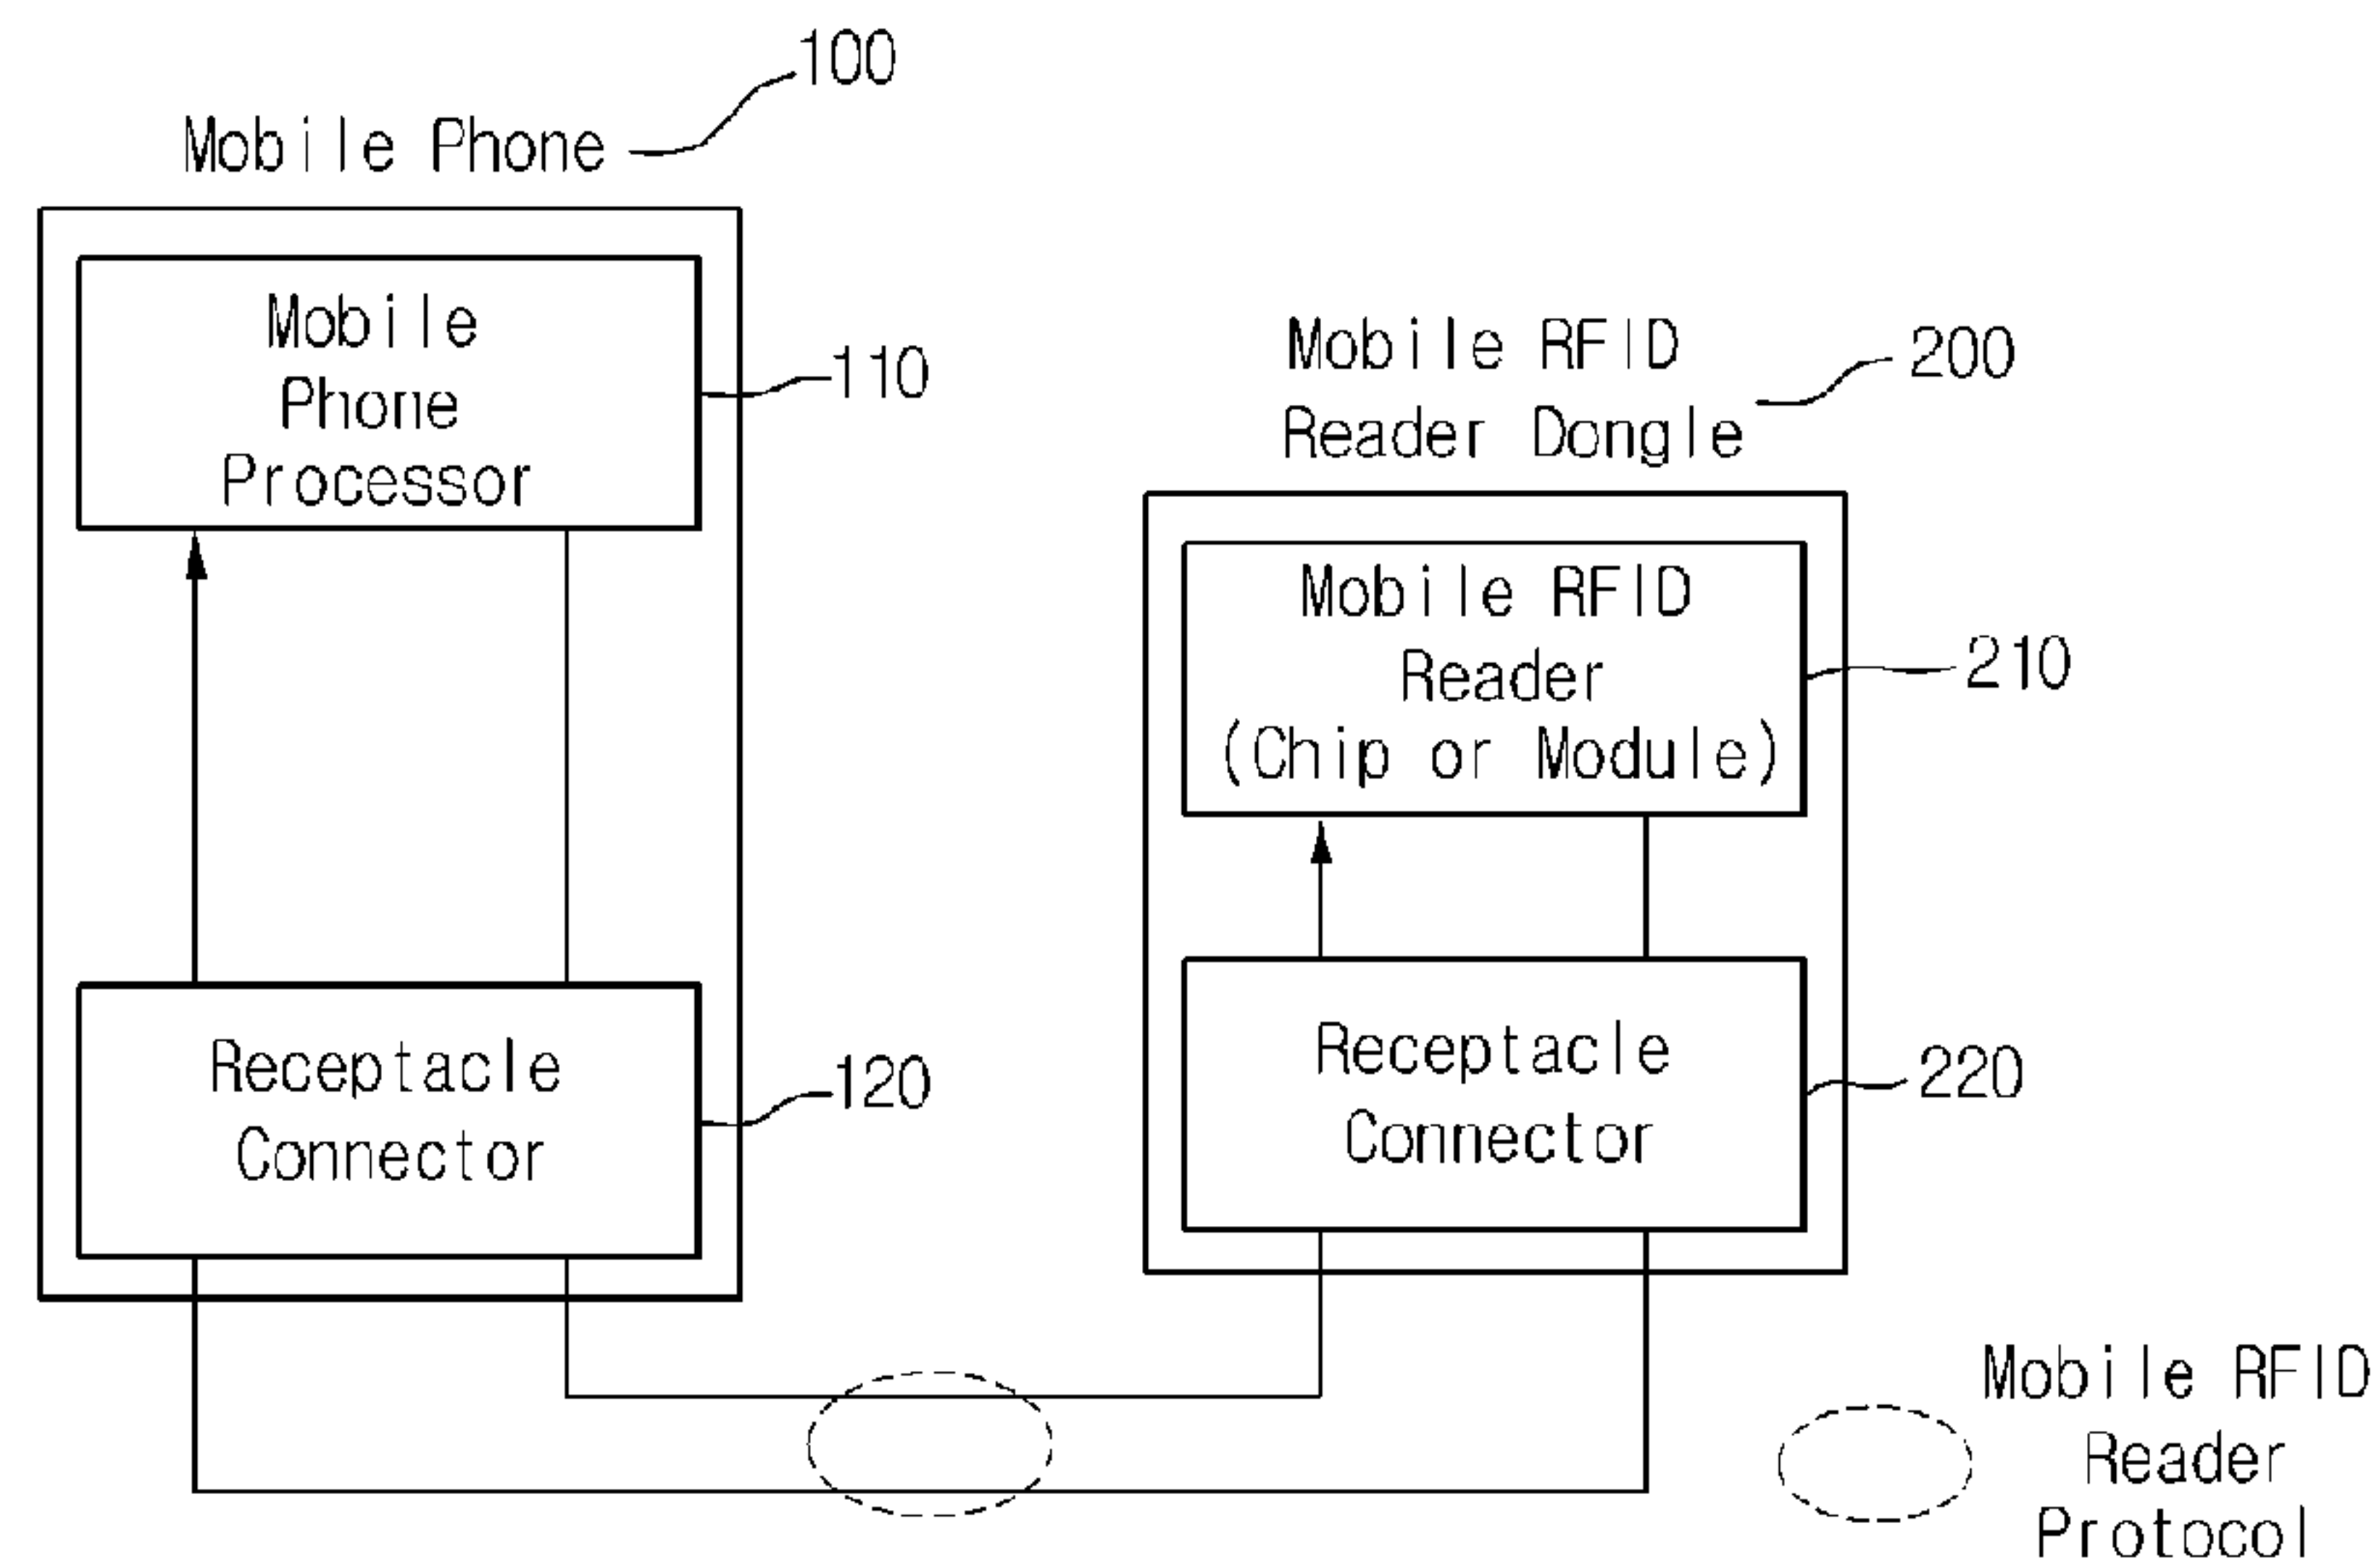 100
Mobile Phone
Mobile
Phone
Processor
110
Mobile RFID
Reader Dongle
200
Mobile RFID
Reader
(Chip or Module)
210
Receptacle
Connector
120
Receptacle
Connector
220
Mobile RFID
Reader
Protocol